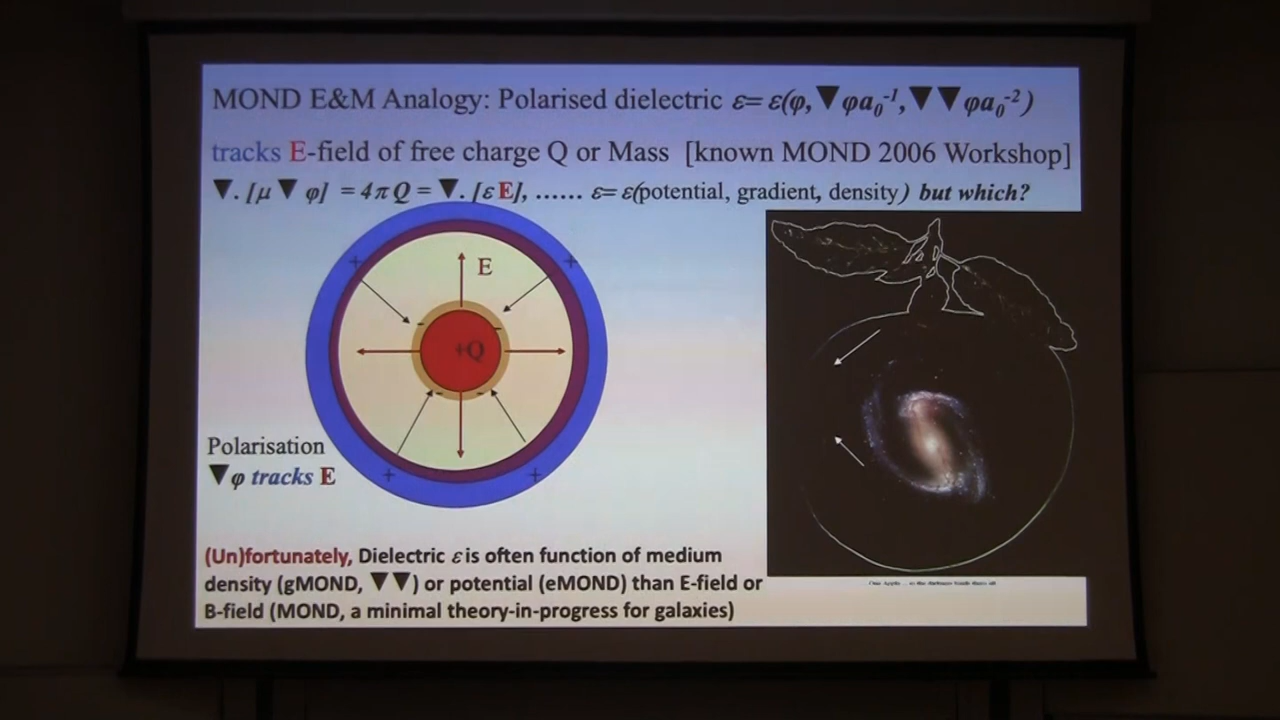 MOND E&M Analogy: Polarised dielectric ε= ε(φ,▼φa₀⁻¹,▼▼φa₀⁻²)
tracks E-field of free charge Q or Mass [known MOND 2006 Workshop]
▼. [μ ▼ φ] = 4π Q = ▼. [ε E], ...... ε= ε(potential, gradient, density) but which?
+ +
E
- -
+Q
- -
+ +
Polarisation
▼φ tracks E
(Un)fortunately, Dielectric ε is often function of medium
density (gMOND, ▼▼) or potential (eMOND) than E-field or
B-field (MOND, a minimal theory-in-progress for galaxies)